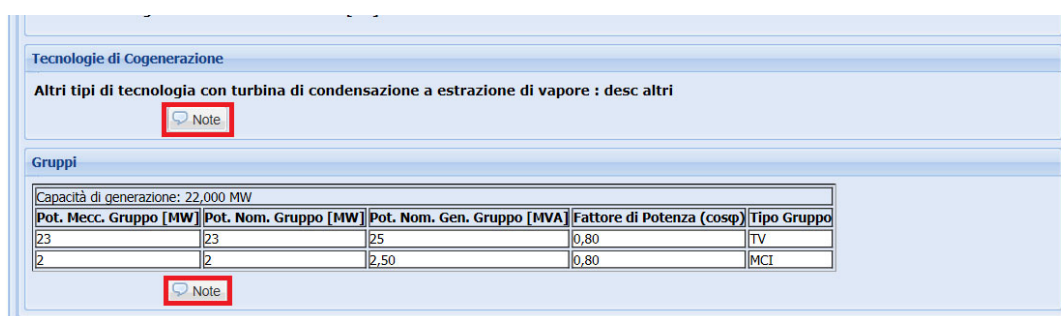 Tecnologie di Cogenerazione
Altri tipi di tecnologia con turbina di condensazione a estrazione di vapore : desc altri
Note
Gruppi
Capacità di generazione: 22,000 MW
Pot. Mecc. Gruppo [MW] Pot. Nom. Gruppo [MW] Pot. Nom. Gen. Gruppo [MVA] Fattore di Potenza (cosφ) Tipo Gruppo
23 23 25 0,80 TV
2 2 2,50 0,80 MCI
Note